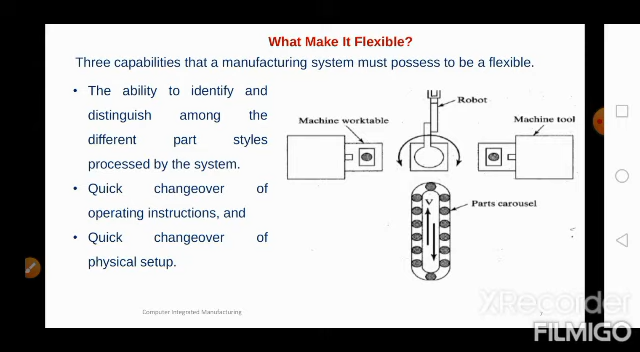 What Make It Flexible?
Three capabilities that a manufacturing system must possess to be a flexible.
• The ability to identify and
distinguish among the
different part styles
processed by the system.
• Quick changeover of
operating instructions, and
• Quick changeover of
physical setup.
Robot
Machine worktable
Machine tool
Parts carousel
V
Computer Integrated Manufacturing
XRecorder
FILMIGO